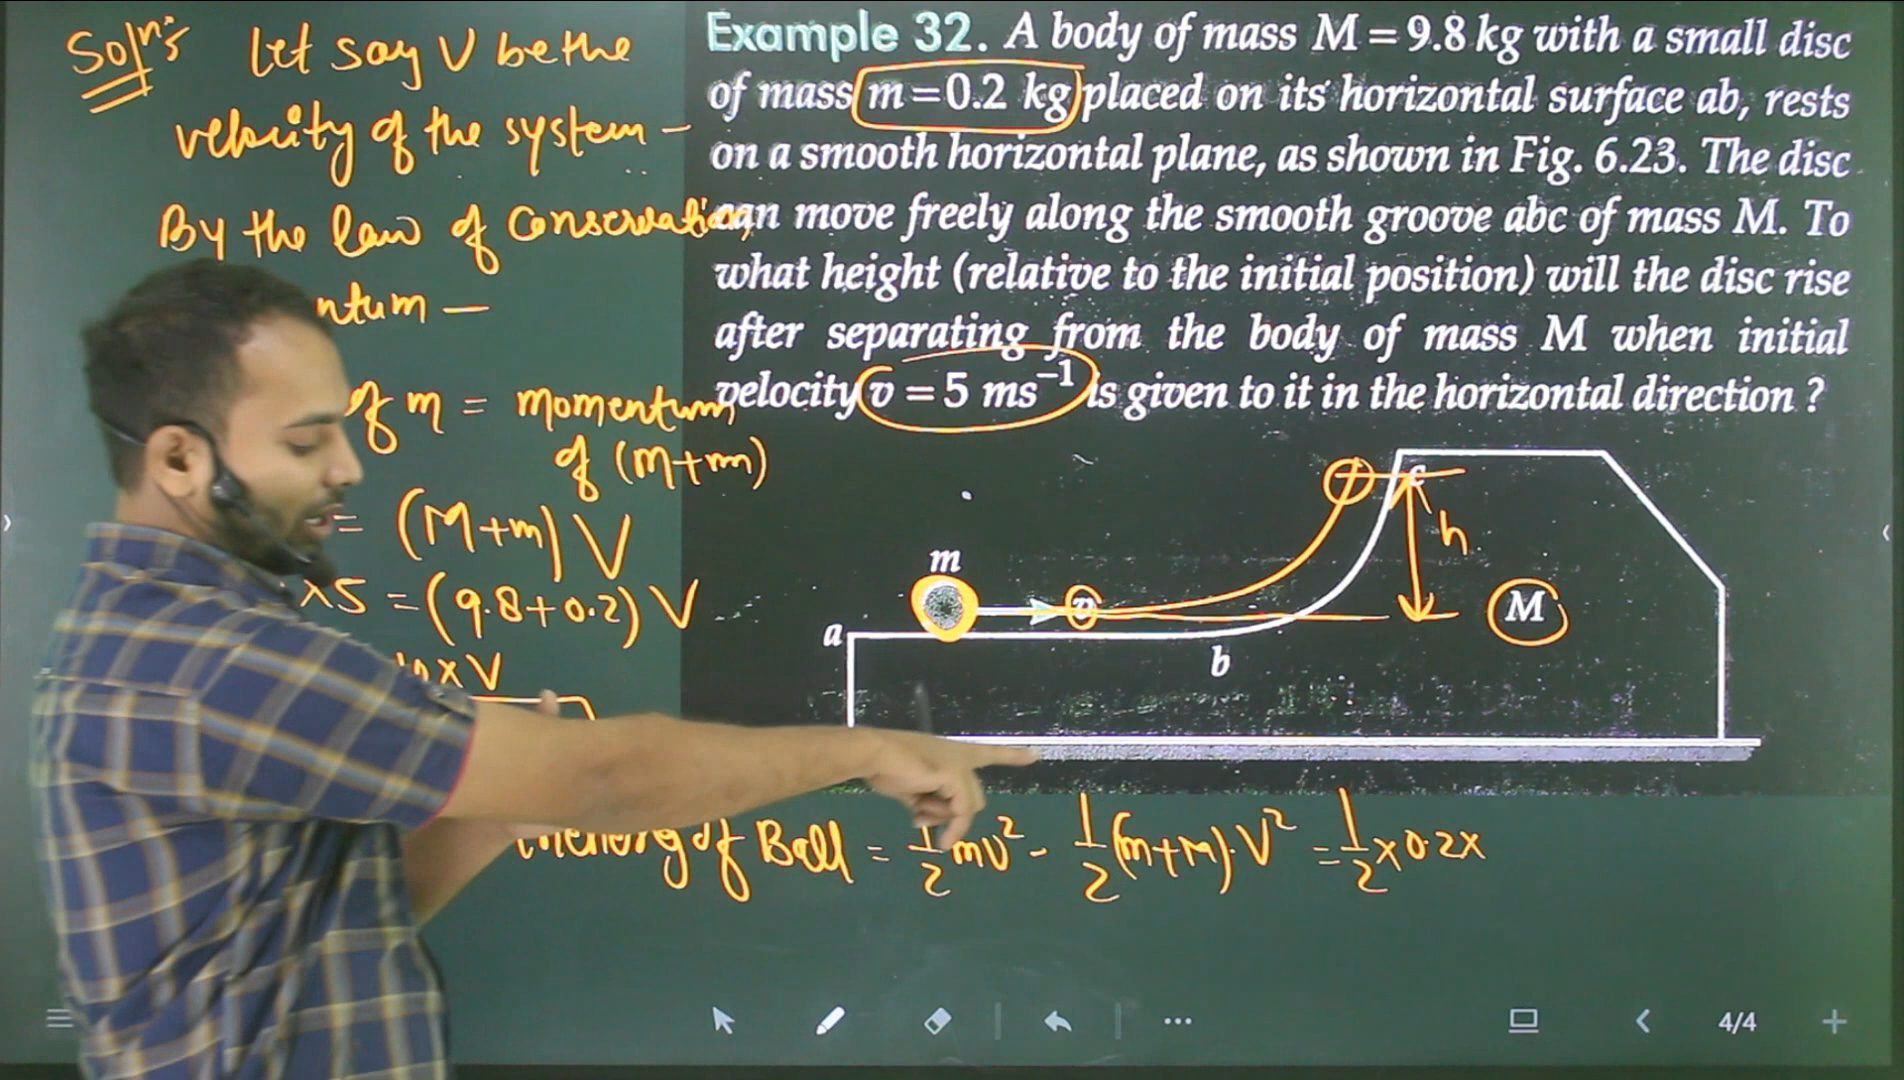 Soln:
Let say V be the
velocity of the system -
By the law of Conservation
ntum —
of m = momentum
of (M+m)
= (M+m) V
x5 = (9.8+0.2) V
x V
Example 32. A body of mass M = 9.8 kg with a small disc
of mass m = 0.2 kg placed on its horizontal surface ab, rests
on a smooth horizontal plane, as shown in Fig. 6.23. The disc
can move freely along the smooth groove abc of mass M. To
what height (relative to the initial position) will the disc rise
after separating from the body of mass M when initial
velocity v = 5 ms⁻¹ is given to it in the horizontal direction ?
c
h
m
v
M
a
b
of Ball = 1/2 mv² - 1/2 (m+M).V² = 1/2 x 0.2x
4/4